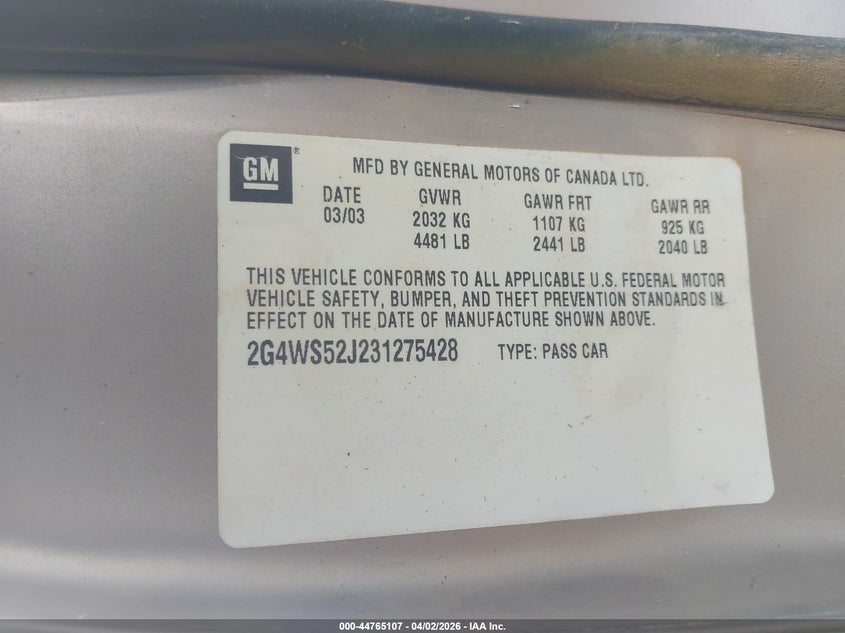 GM
MFD BY GENERAL MOTORS OF CANADA LTD.
DATE GVWR GAWR FRT GAWR RR
03/03 2032 KG 1107 KG 925 KG
4481 LB 2441 LB 2040 LB
THIS VEHICLE CONFORMS TO ALL APPLICABLE U.S. FEDERAL MOTOR
VEHICLE SAFETY, BUMPER, AND THEFT PREVENTION STANDARDS IN
EFFECT ON THE DATE OF MANUFACTURE SHOWN ABOVE.
2G4WS52J231275428 TYPE: PASS CAR
000-44765107 - 04/02/2026 - IAA Inc.